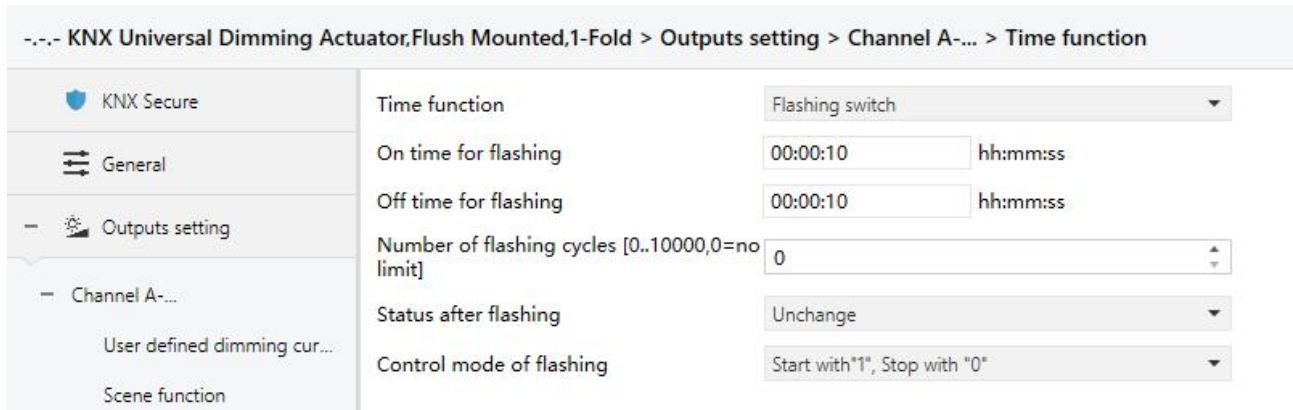 -.-.- KNX Universal Dimming Actuator,Flush Mounted,1-Fold > Outputs setting > Channel A-... > Time function
KNX Secure
General
Outputs setting
Channel A-...
User defined dimming cur...
Scene function
Time function
Flashing switch
On time for flashing
00:00:10
hh:mm:ss
Off time for flashing
00:00:10
hh:mm:ss
Number of flashing cycles [0..10000,0=no
limit]
0
Status after flashing
Unchange
Control mode of flashing
Start with"1", Stop with "0"